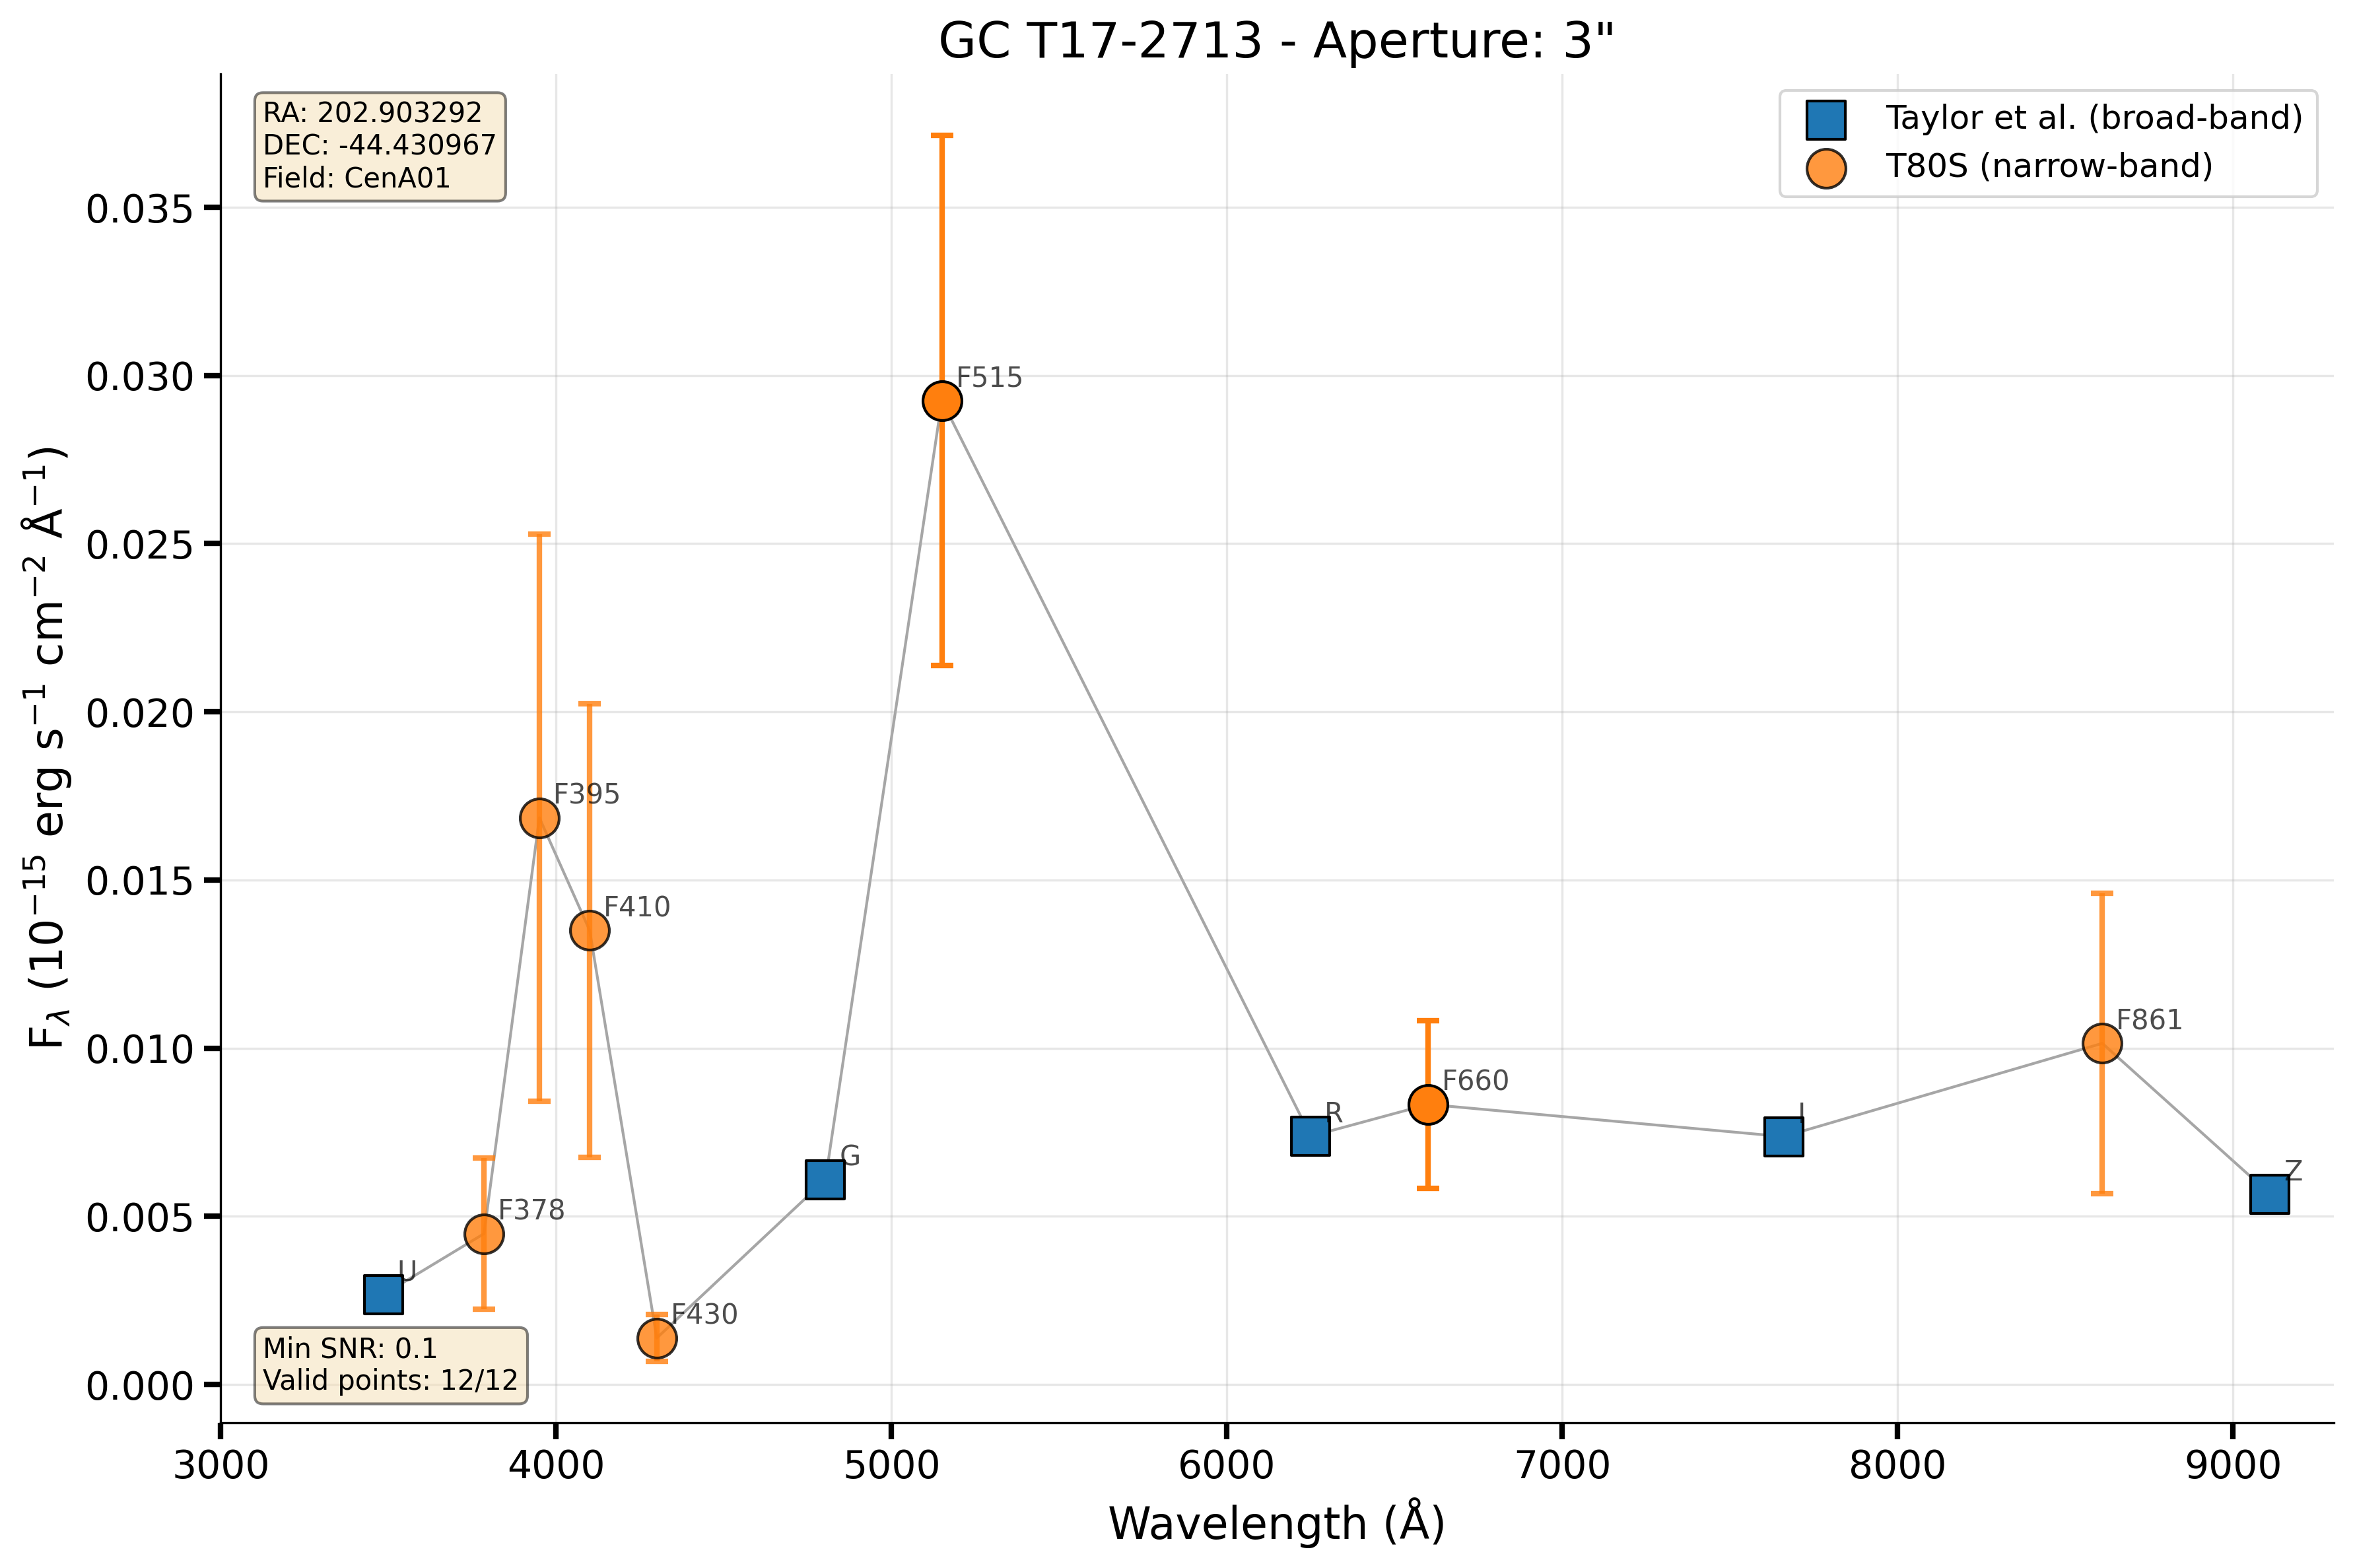 GC T17-2713 - Aperture: 3"
RA: 202.903292
DEC: -44.430967
Field: CenA01
Taylor et al. (broad-band)
T80S (narrow-band)
F_λ (10⁻¹⁵ erg s⁻¹ cm⁻² Å⁻¹)
0.035
0.030
0.025
0.020
0.015
0.010
0.005
0.000
F515
F395
F410
F861
F660
R
I
G
Z
F378
U
F430
Min SNR: 0.1
Valid points: 12/12
3000 4000 5000 6000 7000 8000 9000
Wavelength (Å)